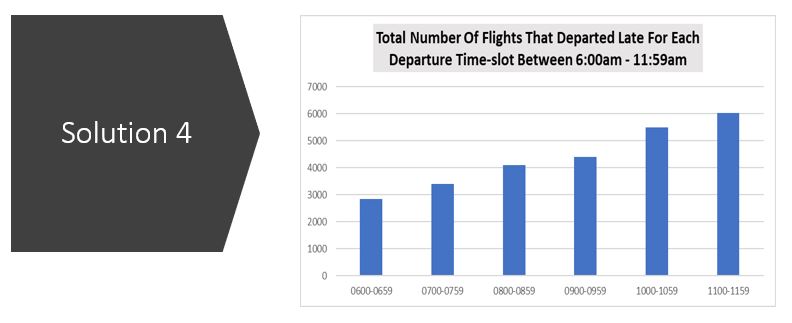 Solution 4
Total Number Of Flights That Departed Late For Each
Departure Time-slot Between 6:00am - 11:59am
7000
6000
5000
4000
3000
2000
1000
0
0600-0659 0700-0759 0800-0859 0900-0959 1000-1059 1100-1159